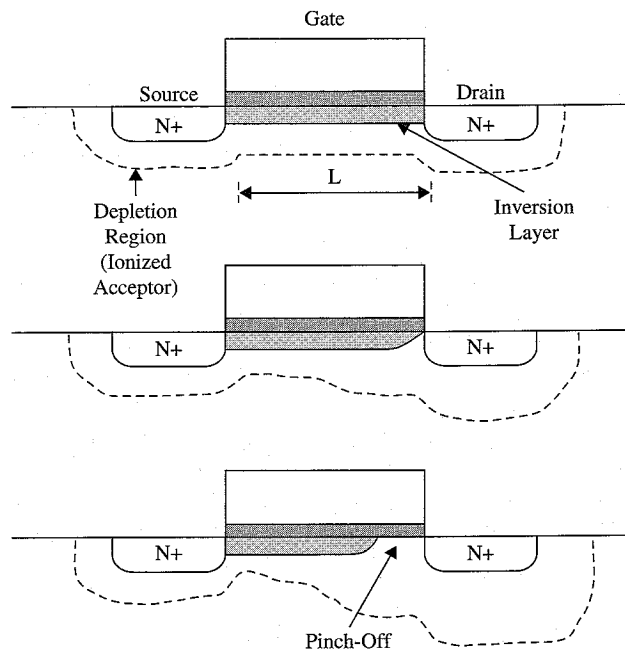 Gate
Source
Drain
N+
N+
L
Depletion
Region
(Ionized
Acceptor)
Inversion
Layer
N+
N+
N+
N+
Pinch-Off